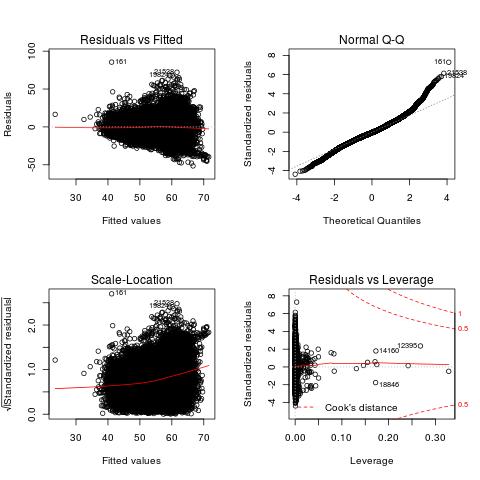 Residuals vs Fitted
Residuals
-50 0 50 100
161
30 40 50 60 70
Fitted values
Normal Q-Q
Standardized residuals
-4 -2 0 2 4 6 8
161
-4 -2 0 2 4
Theoretical Quantiles
Scale-Location
√|Standardized residuals|
0.0 1.0 2.0
161
30 40 50 60 70
Fitted values
Residuals vs Leverage
Standardized residuals
-4 -2 0 2 4 6 8
1
0.5
12395
14160
18846
0.5
Cook's distance
0.00 0.10 0.20 0.30
Leverage